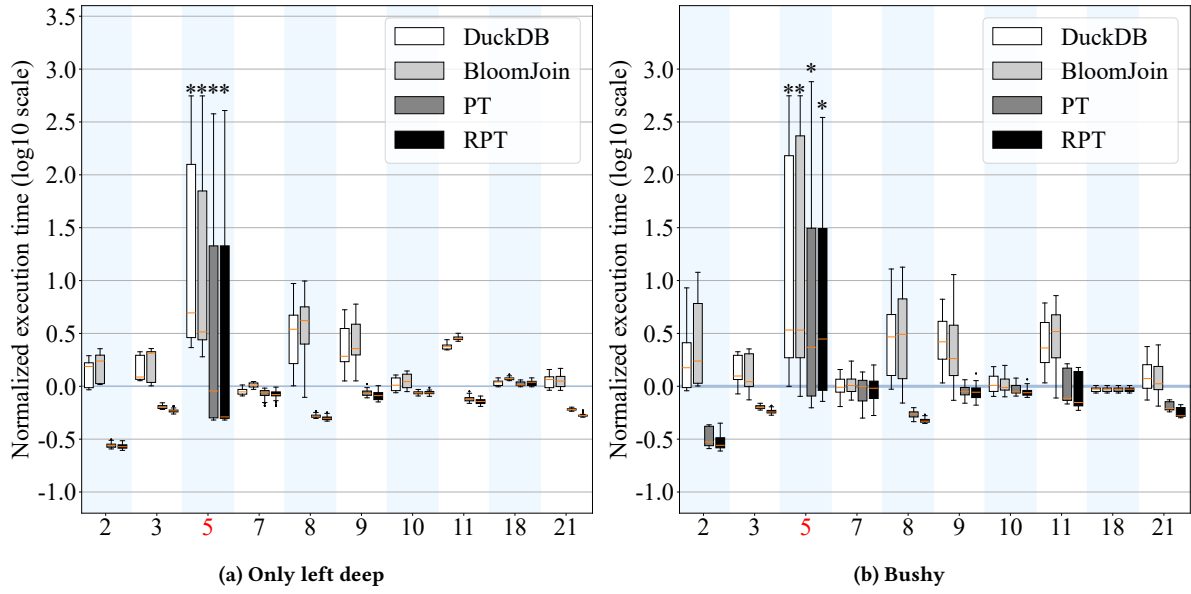 Normalized execution time (log10 scale)
3.5
3.0
2.5
2.0
1.5
1.0
0.5
0.0
-0.5
-1.0
DuckDB
BloomJoin
PT
RPT
****
2 3 5 7 8 9 10 11 18 21
(a) Only left deep
Normalized execution time (log10 scale)
3.5
3.0
2.5
2.0
1.5
1.0
0.5
0.0
-0.5
-1.0
DuckDB
BloomJoin
PT
RPT
*
**
*
2 3 5 7 8 9 10 11 18 21
(b) Bushy